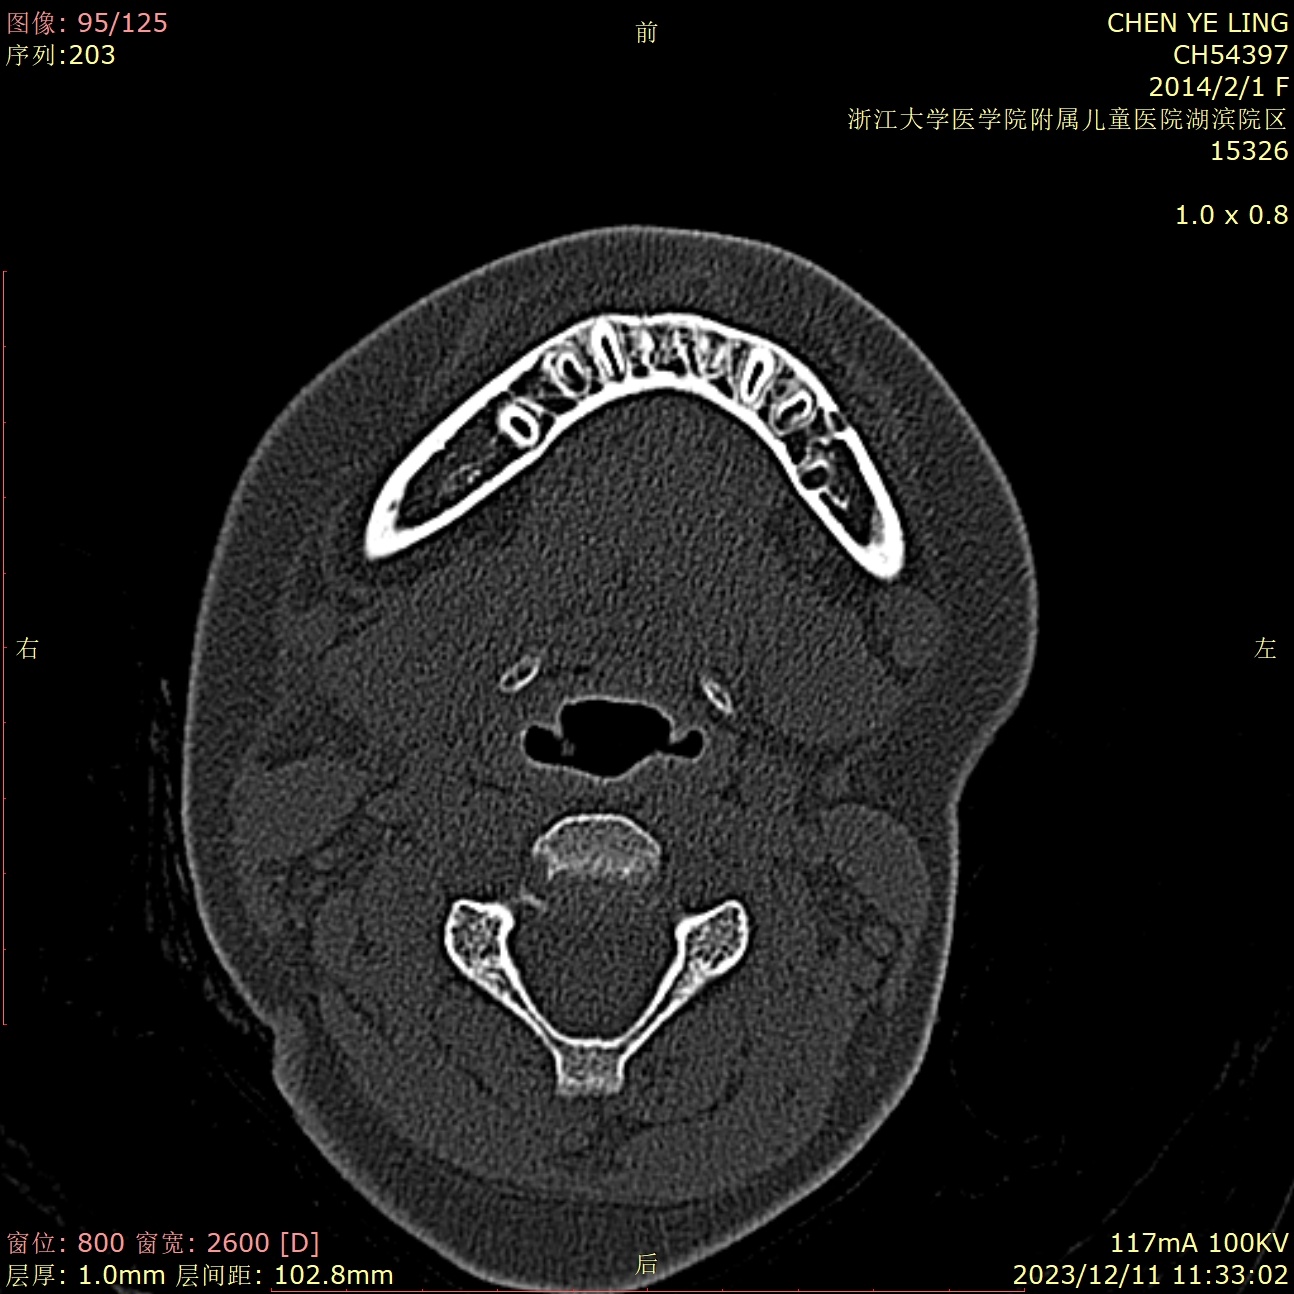 图像: 95/125
序列:203
前
CHEN YE LING
CH54397
2014/2/1 F
浙江大学医学院附属儿童医院湖滨院区
15326
1.0 x 0.8
右
左
窗位: 800 窗宽: 2600 [D]
层厚: 1.0mm 层间距: 102.8mm
后
117mA 100KV
2023/12/11 11:33:02